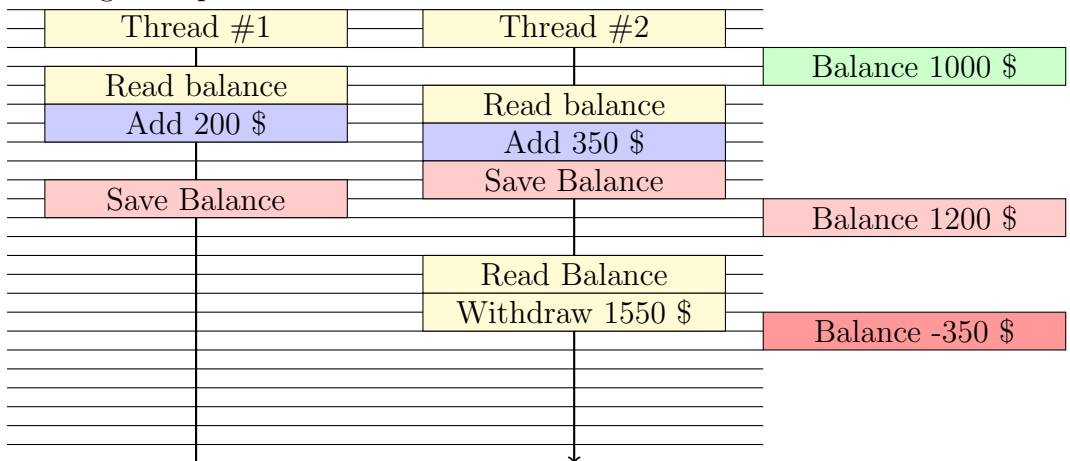 Thread #1
Thread #2
Balance 1000 $
Read balance
Read balance
Add 200 $
Add 350 $
Save Balance
Save Balance
Balance 1200 $
Read Balance
Withdraw 1550 $
Balance -350 $